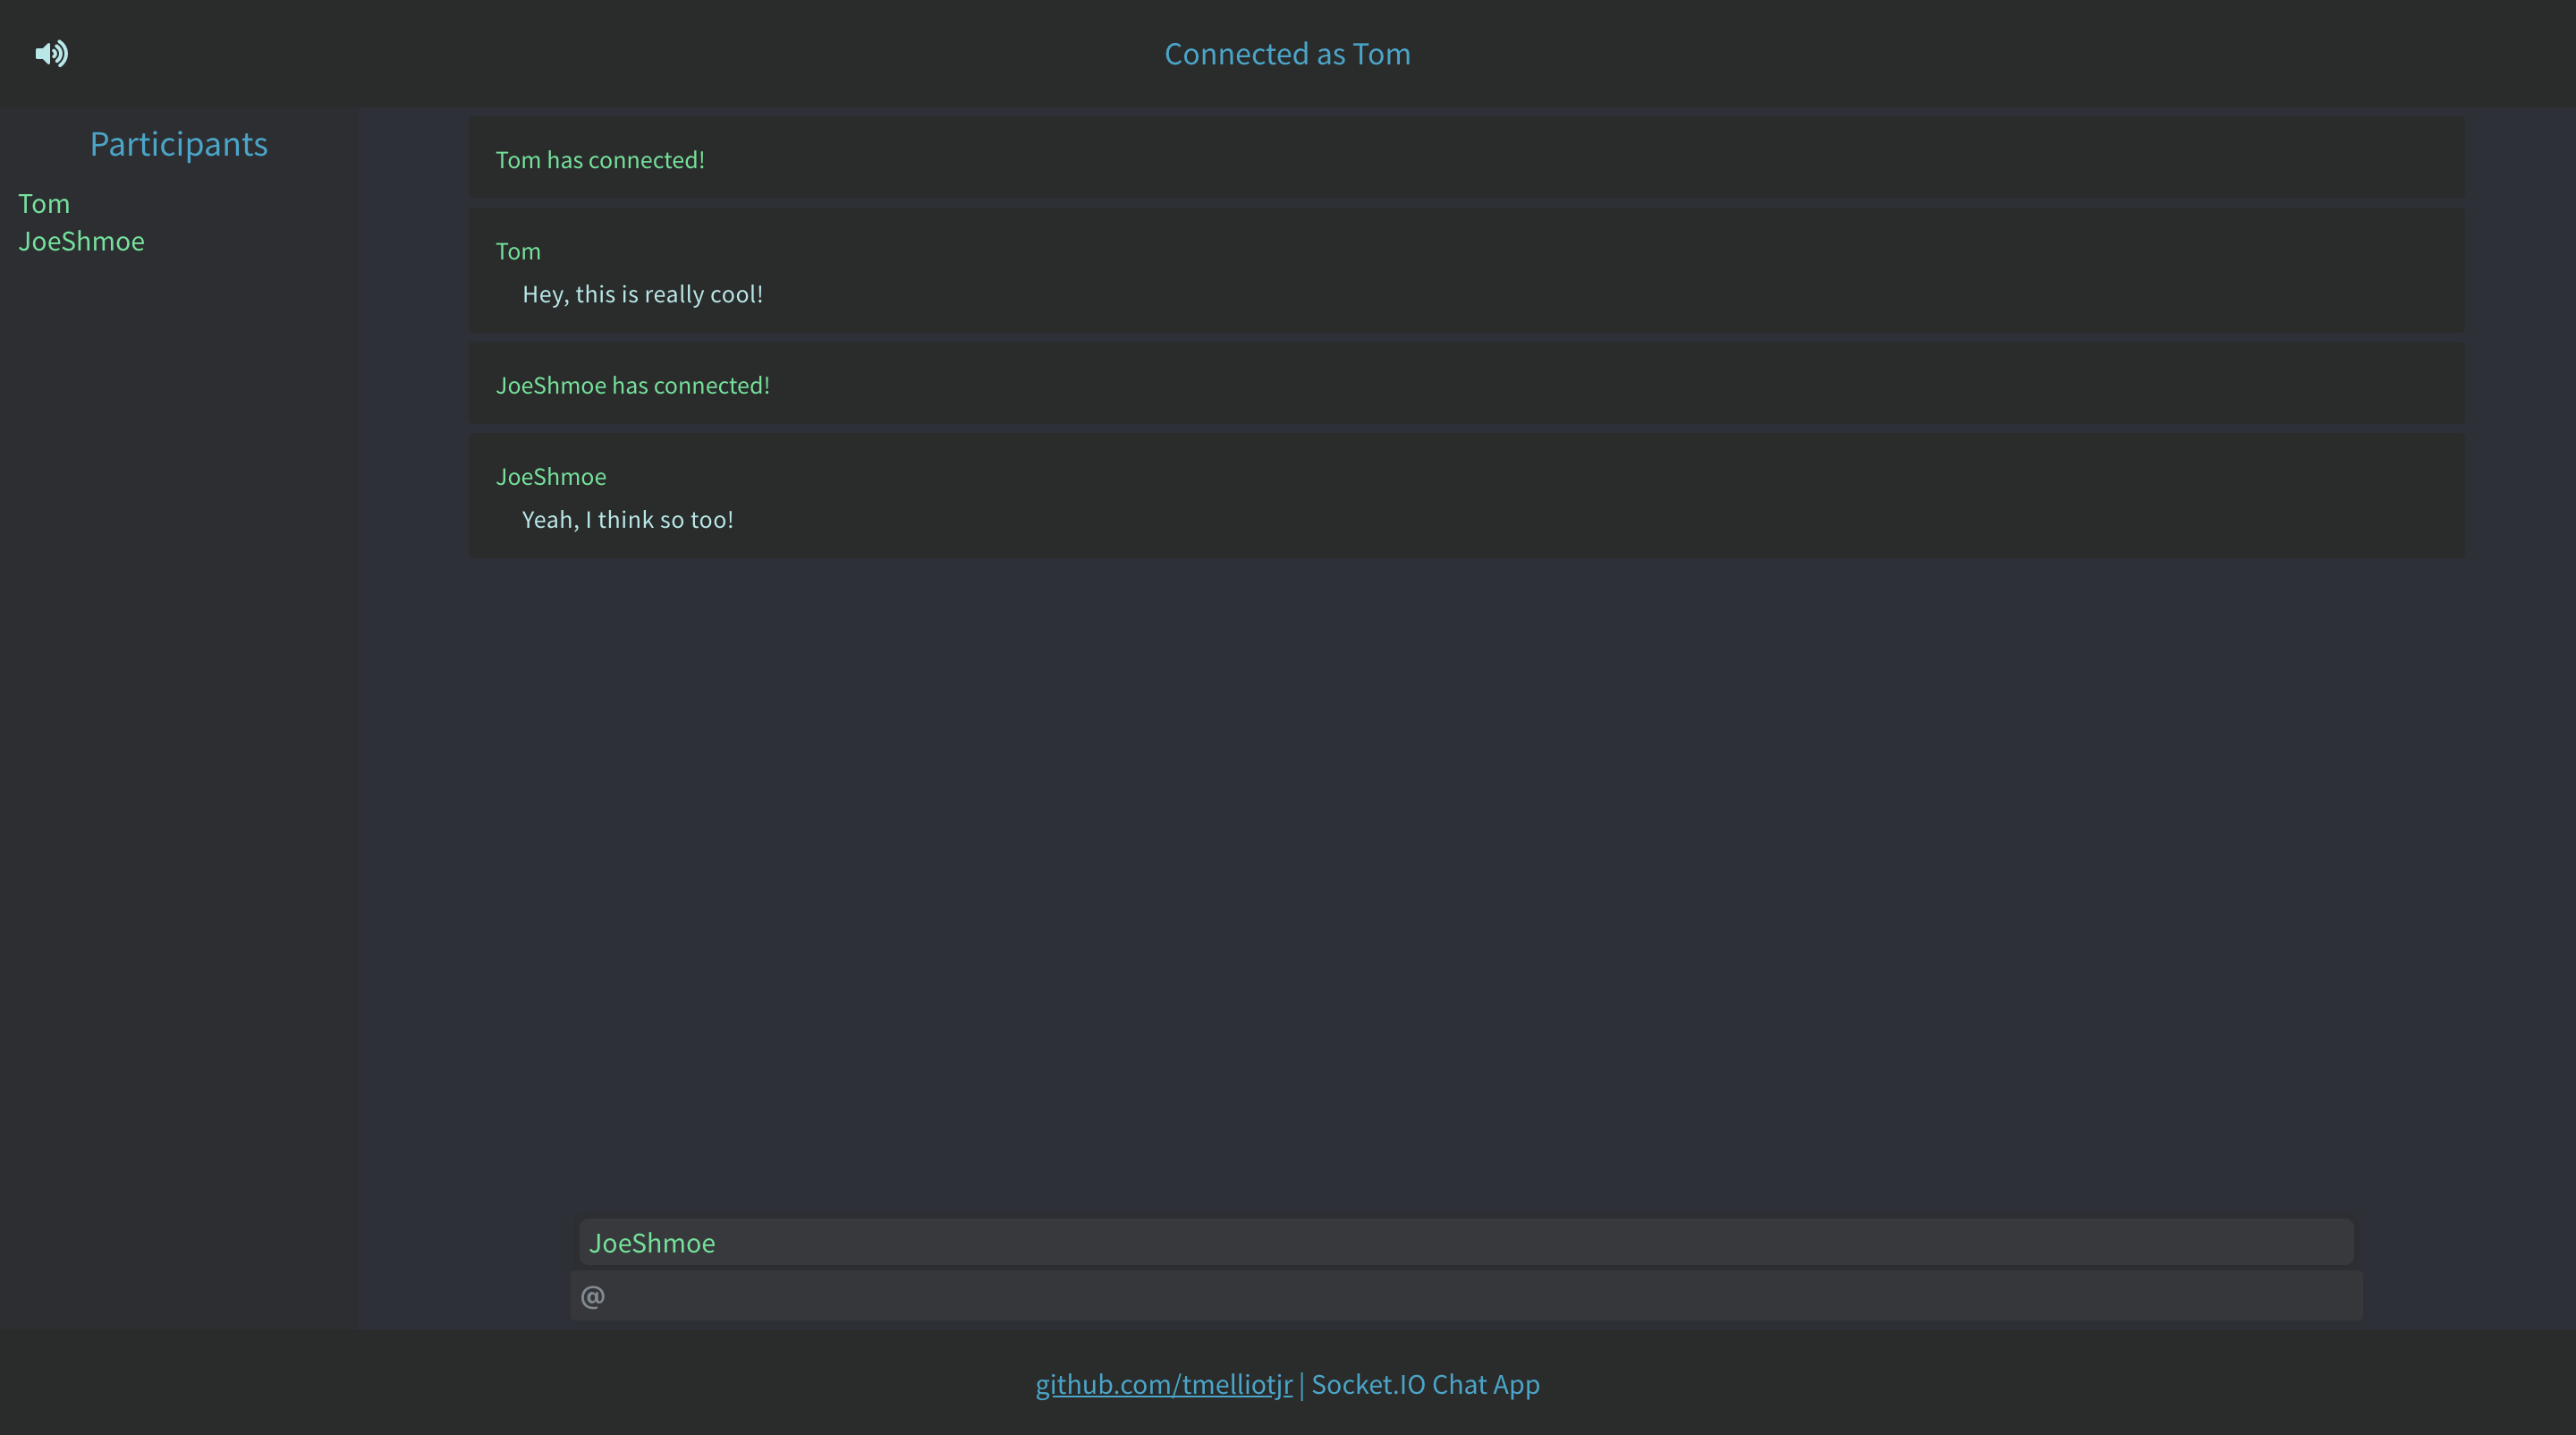 Connected as Tom
Participants
Tom
JoeShmoe
Tom has connected!
Tom
Hey, this is really cool!
JoeShmoe has connected!
JoeShmoe
Yeah, I think so too!
JoeShmoe
@
github.com/tmelliotjr | Socket.IO Chat App